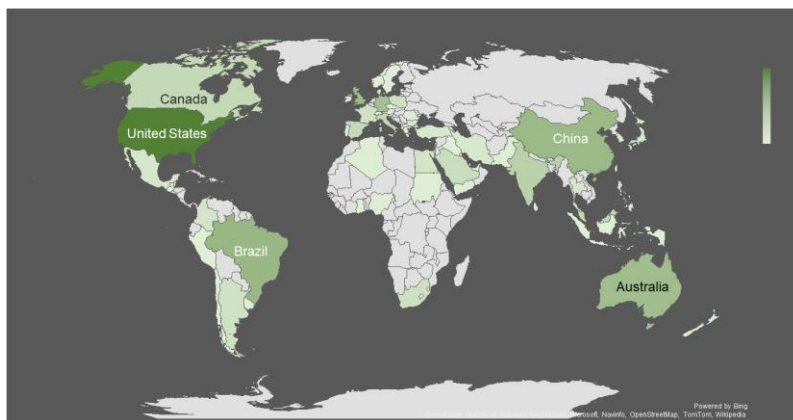 Canada
United States
China
Brazil
Australia
Powered by Bing
Microsoft, Navinfo, OpenStreetMap, TomTom, Wikipedia